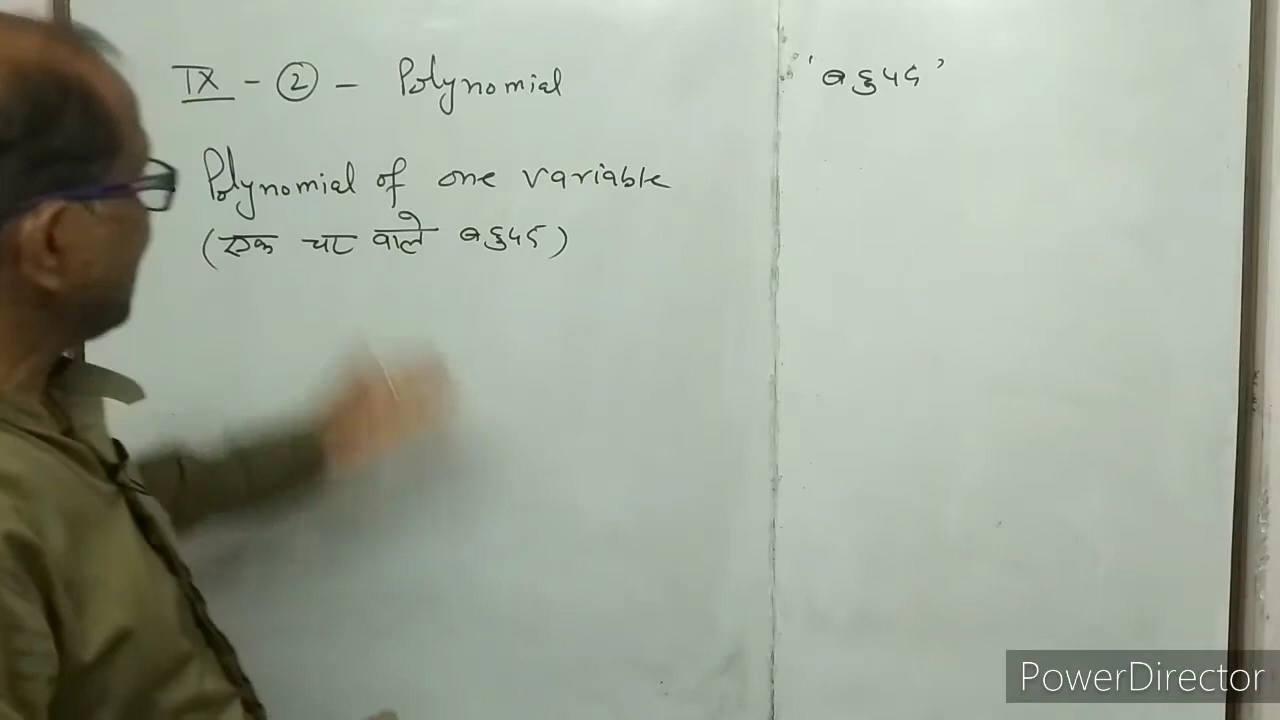 IX - ② - Polynomial
'बहुपद'
Polynomial of one variable
(एक चर वाले बहुपद)
PowerDirector